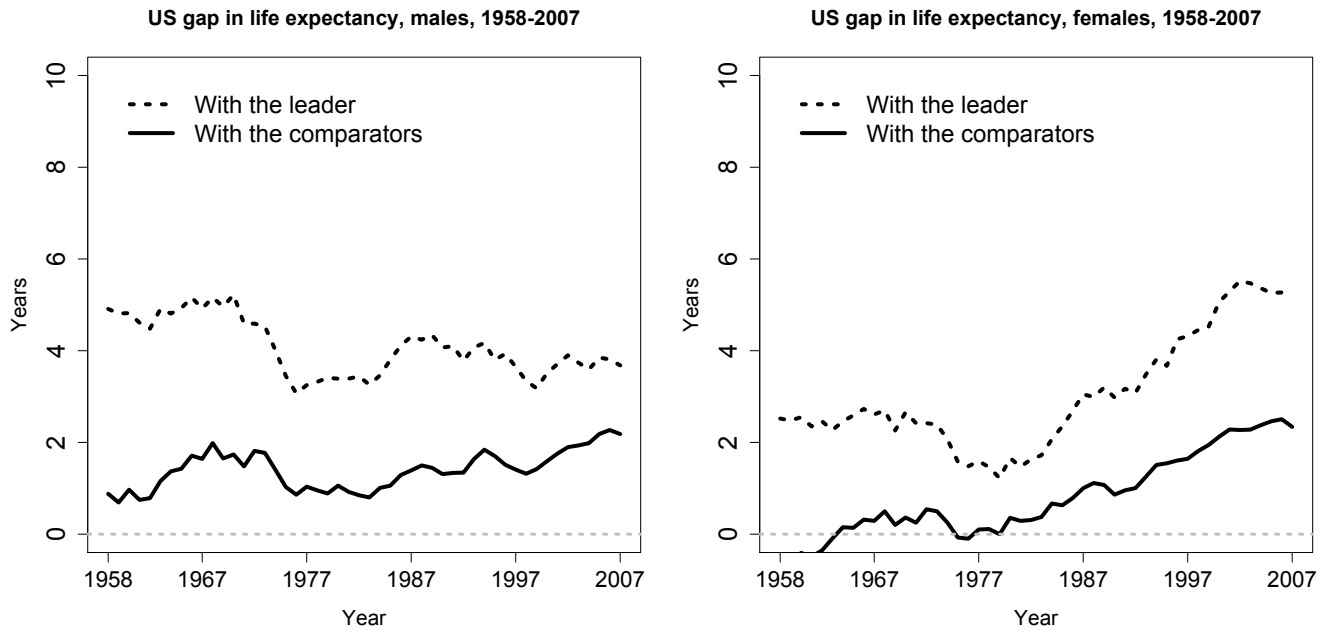 US gap in life expectancy, males, 1958-2007
10
8
6
4
2
0
Years
With the leader
With the comparators
1958 1967 1977 1987 1997 2007
Year
US gap in life expectancy, females, 1958-2007
10
8
6
4
2
0
Years
With the leader
With the comparators
1958 1967 1977 1987 1997 2007
Year